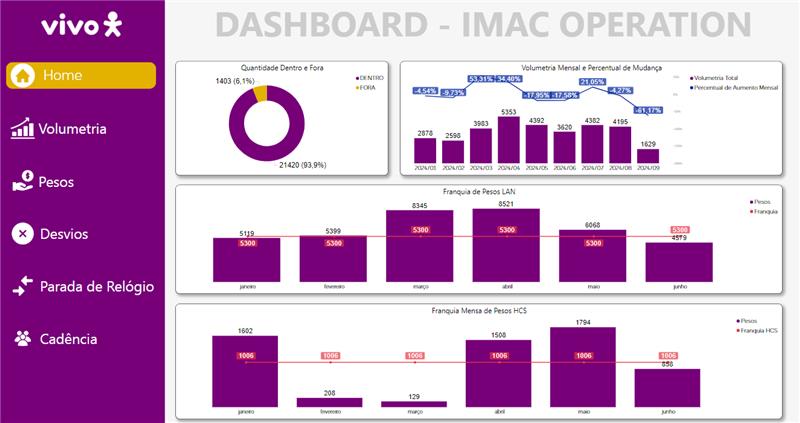 vivo
DASHBOARD - IMAC OPERATION
Home
Volumetria
Pesos
Desvios
Parada de Relógio
Cadência
Quantidade Dentro e Fora
1403 (6,1%)
21420 (93,9%)
DENTRO
FORA
Volumetria Mensal e Percentual de Mudança
-4,54% -9,73% 53,31% 34,40% -17,95% -17,58% 21,05% -4,27% -61,17%
2878 2598 3983 5353 4392 3620 4382 4195 1629
2024/01 2024/02 2024/03 2024/04 2024/05 2024/06 2024/07 2024/08 2024/09
Volumetria Total
Percentual de Aumento Mensal
Franquia de Pesos LAN
5119 5399 8345 8521 6068 4579
5300 5300 5300 5300 5300 5300
janeiro fevereiro março abril maio junho
Pesos
Franquia
Franquia Mensa de Pesos HCS
1602 208 129 1508 1794 858
1006 1006 1006 1006 1006 1006
janeiro fevereiro março abril maio junho
Pesos
Franquia HCS